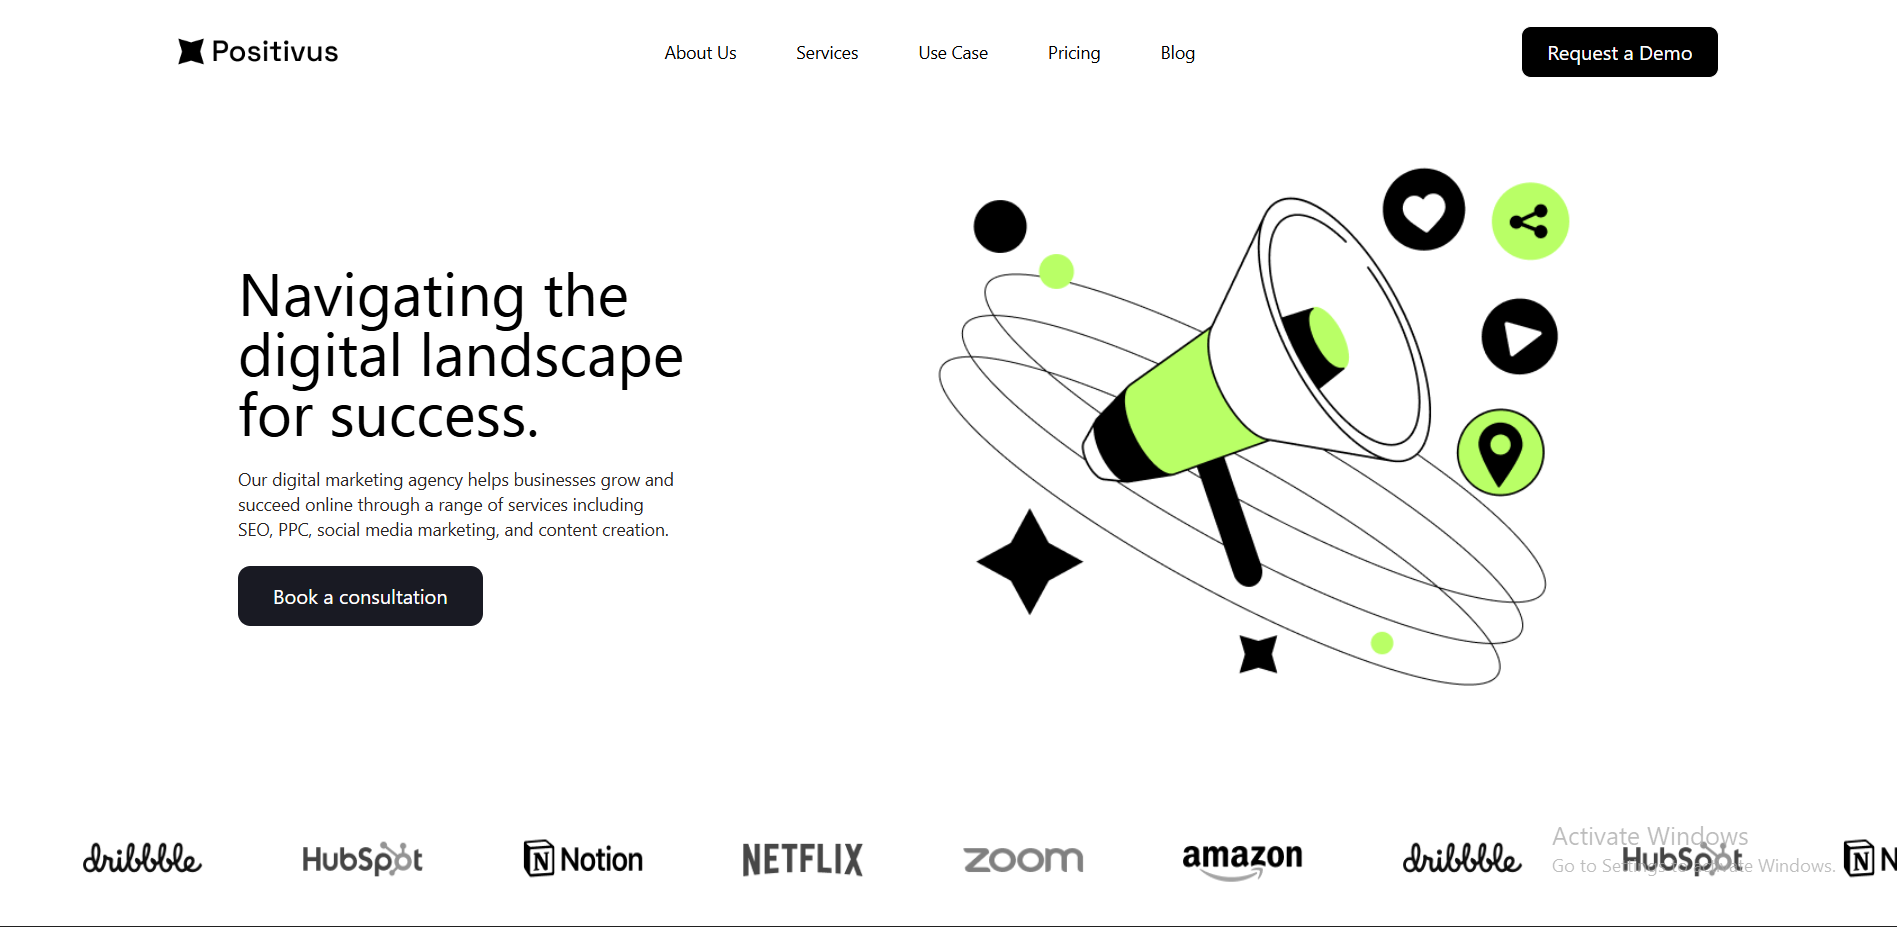 Positivus
About Us
Services
Use Case
Pricing
Blog
Request a Demo
Navigating the
digital landscape
for success.
Our digital marketing agency helps businesses grow and
succeed online through a range of services including
SEO, PPC, social media marketing, and content creation.
Book a consultation
dribbble
HubSpot
Notion
NETFLIX
zoom
amazon
dribbble
HubSpot
N N
Activate Windows
Go to Settings to activate Windows.